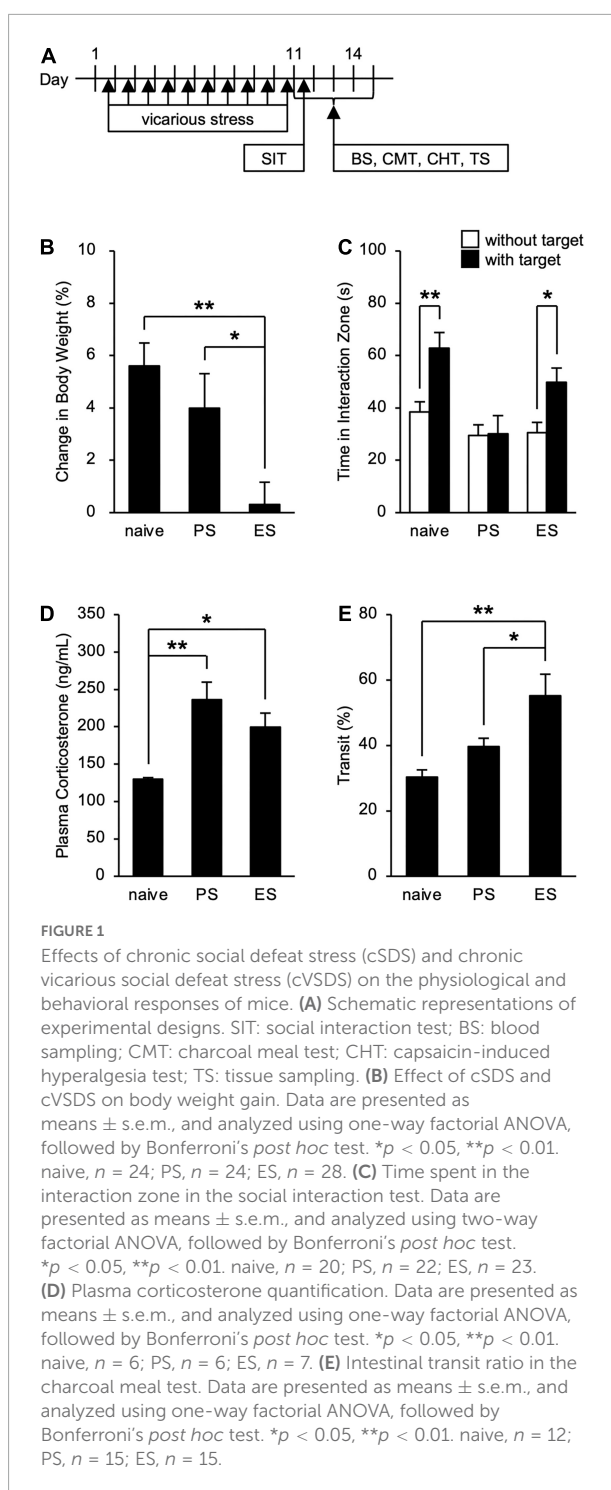 A
1
11
14
Day
vicarious stress
SIT
BS, CMT, CHT, TS
B
10
8
6
4
2
0
Change in Body Weight (%)
**
*
naive
PS
ES
C
without target
with target
100
80
60
40
20
0
Time in Interaction Zone (s)
**
*
naive
PS
ES
D
350
300
250
200
150
100
50
0
Plasma Corticosterone (ng/mL)
*
**
naive
PS
ES
E
80
60
40
20
0
Transit (%)
**
*
naive
PS
ES
FIGURE 1
Effects of chronic social defeat stress (cSDS) and chronic
vicarious social defeat stress (cVSDS) on the physiological and
behavioral responses of mice. (A) Schematic representations of
experimental designs. SIT: social interaction test; BS: blood
sampling; CMT: charcoal meal test; CHT: capsaicin-induced
hyperalgesia test; TS: tissue sampling. (B) Effect of cSDS and
cVSDS on body weight gain. Data are presented as
means ± s.e.m., and analyzed using one-way factorial ANOVA,
followed by Bonferroni's post hoc test. *p < 0.05, **p < 0.01.
naive, n = 24; PS, n = 24; ES, n = 28. (C) Time spent in the
interaction zone in the social interaction test. Data are
presented as means ± s.e.m., and analyzed using two-way
factorial ANOVA, followed by Bonferroni's post hoc test.
*p < 0.05, **p < 0.01. naive, n = 20; PS, n = 22; ES, n = 23.
(D) Plasma corticosterone quantification. Data are presented as
means ± s.e.m., and analyzed using one-way factorial ANOVA,
followed by Bonferroni's post hoc test. *p < 0.05, **p < 0.01.
naive, n = 6; PS, n = 6; ES, n = 7. (E) Intestinal transit ratio in the
charcoal meal test. Data are presented as means ± s.e.m., and
analyzed using one-way factorial ANOVA, followed by
Bonferroni's post hoc test. *p < 0.05, **p < 0.01. naive, n = 12;
PS, n = 15; ES, n = 15.